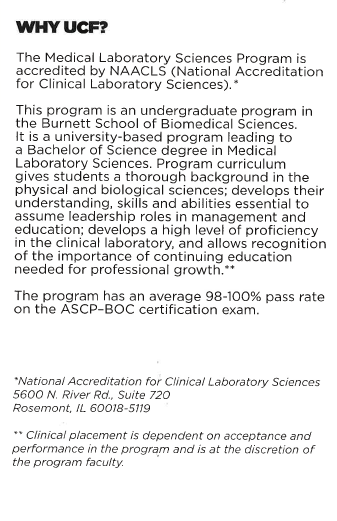 WHY UCF?
The Medical Laboratory Sciences Program is
accredited by NAACLS (National Accreditation
for Clinical Laboratory Sciences).*
This program is an undergraduate program in
the Burnett School of Biomedical Sciences.
It is a university-based program leading to
a Bachelor of Science degree in Medical
Laboratory Sciences. Program curriculum
gives students a thorough background in the
physical and biological sciences; develops their
understanding, skills and abilities essential to
assume leadership roles in management and
education; develops a high level of proficiency
in the clinical laboratory, and allows recognition
of the importance of continuing education
needed for professional growth.**
The program has an average 98-100% pass rate
on the ASCP–BOC certification exam.
*National Accreditation for Clinical Laboratory Sciences
5600 N. River Rd., Suite 720
Rosemont, IL 60018-5119
** Clinical placement is dependent on acceptance and
performance in the program and is at the discretion of
the program faculty.